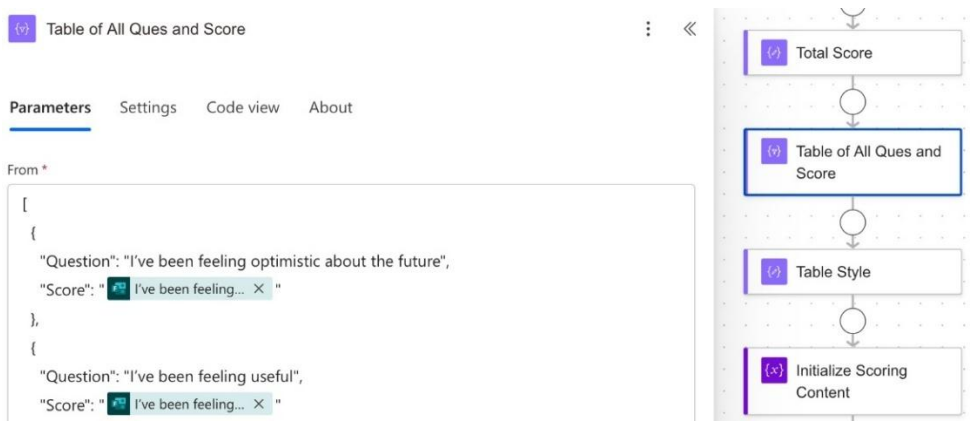 Table of All Ques and Score
Parameters Settings Code view About
From *
[
{
"Question": "I've been feeling optimistic about the future",
"Score": " I've been feeling... × "
},
{
"Question": "I've been feeling useful",
"Score": " I've been feeling... × "
Total Score
Table of All Ques and
Score
Table Style
Initialize Scoring
Content